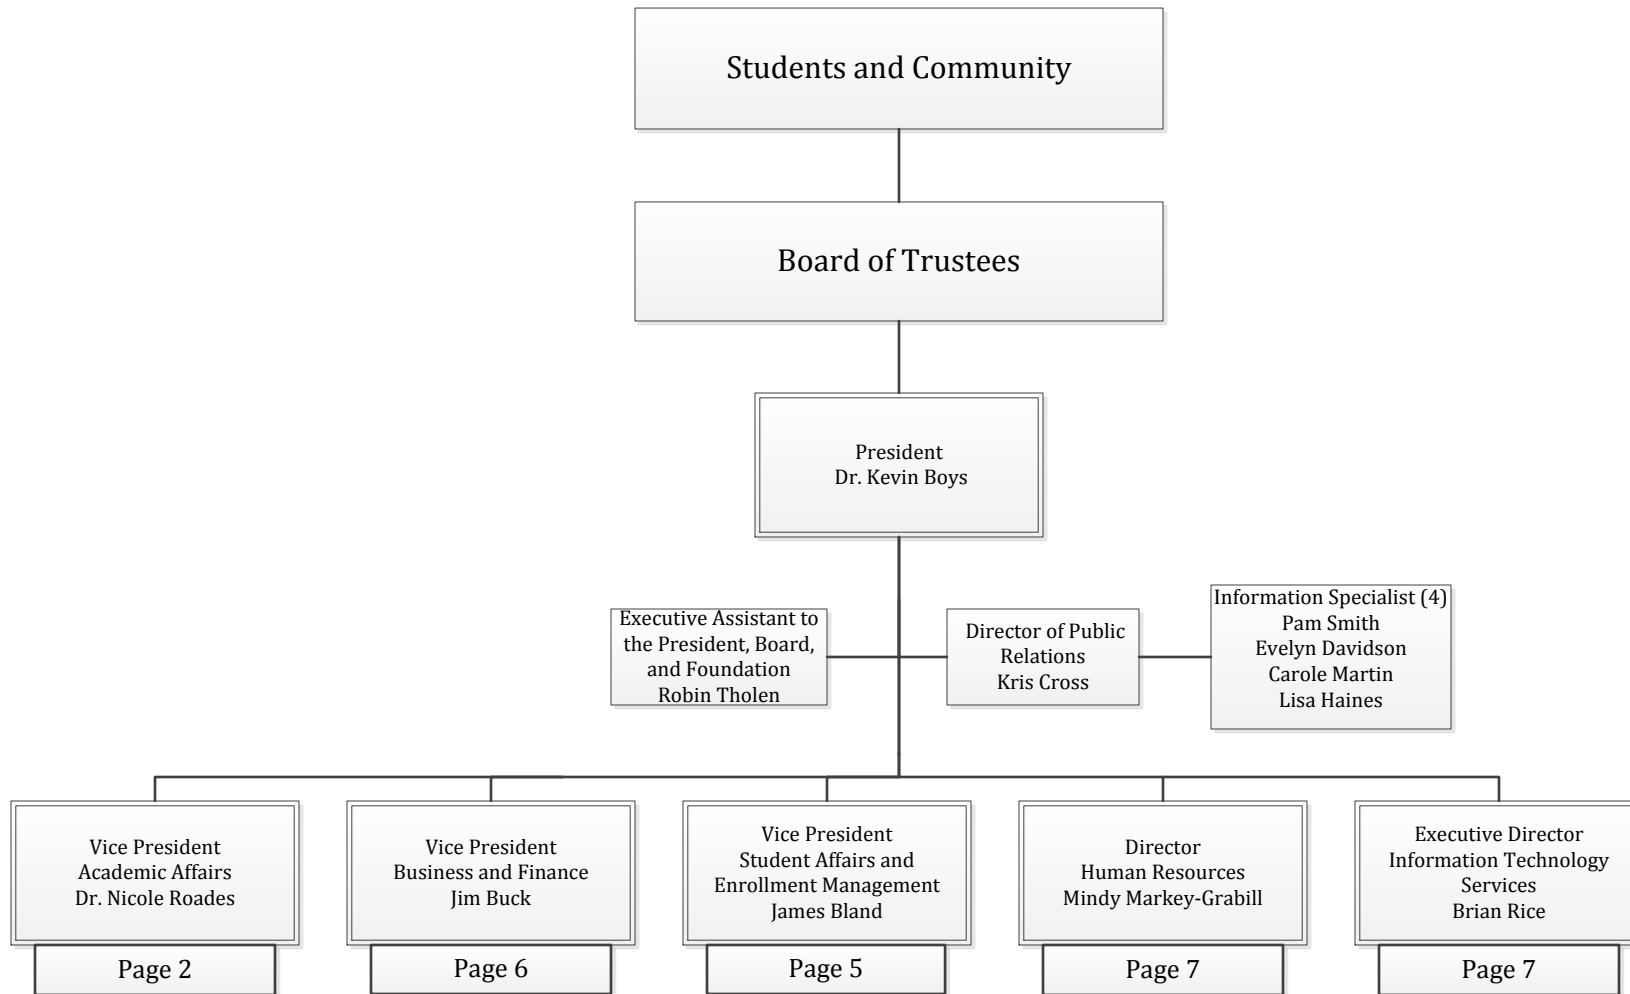 Students and Community
Board of Trustees
President
Dr. Kevin Boys
Executive Assistant to
the President, Board,
and Foundation
Robin Tholen
Director of Public
Relations
Kris Cross
Information Specialist (4)
Pam Smith
Evelyn Davidson
Carole Martin
Lisa Haines
Vice President
Academic Affairs
Dr. Nicole Roades
Page 2
Vice President
Business and Finance
Jim Buck
Page 6
Vice President
Student Affairs and
Enrollment Management
James Bland
Page 5
Director
Human Resources
Mindy Markey-Grabill
Page 7
Executive Director
Information Technology
Services
Brian Rice
Page 7